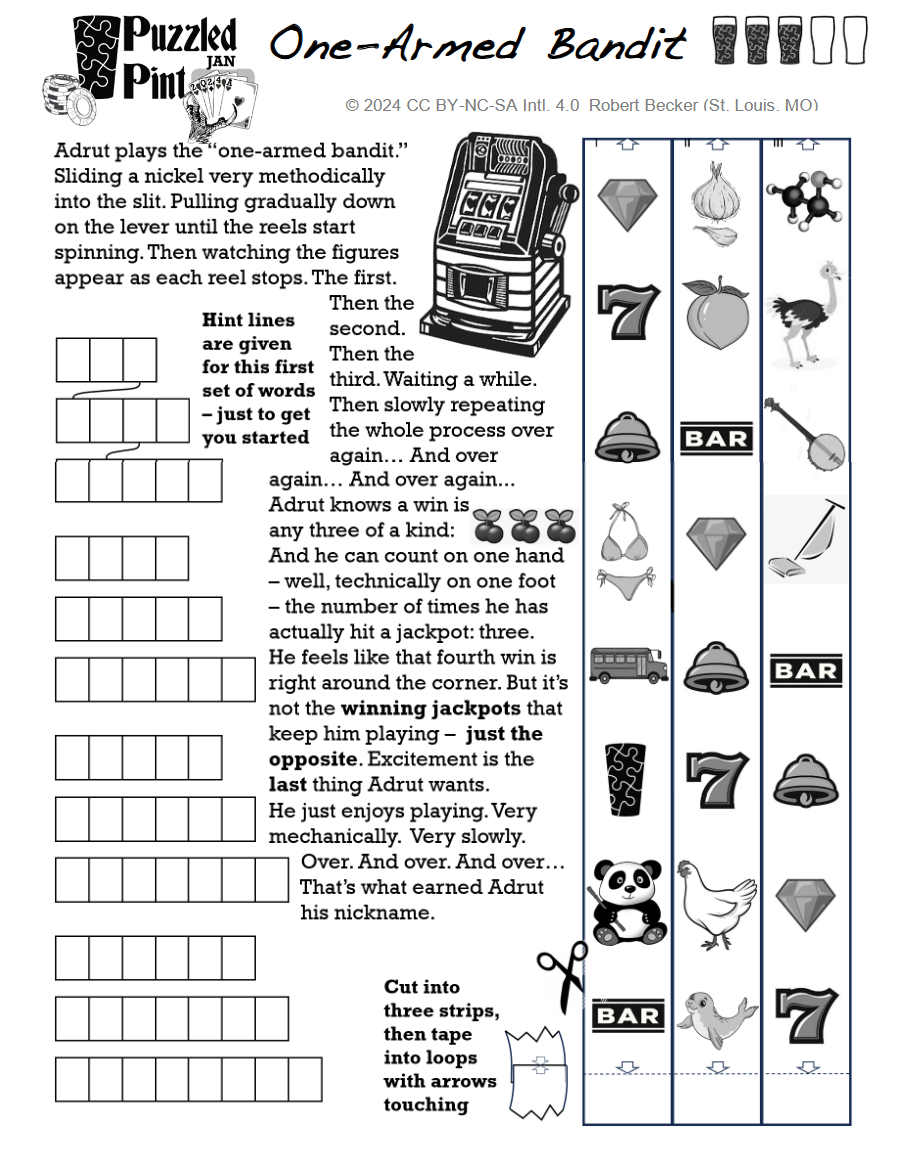 Puzzled
JAN
Pint
2024
One-Armed Bandit
© 2024 CC BY-NC-SA Intl. 4.0 Robert Becker (St. Louis, MO)
Adrut plays the “one-armed bandit.”
Sliding a nickel very methodically
into the slit. Pulling gradually down
on the lever until the reels start
spinning. Then watching the figures
appear as each reel stops. The first.
Then the
second.
Then the
third. Waiting a while.
Then slowly repeating
the whole process over
again… And over
again… And over again…
Hint lines
are given
for this first
set of words
– just to get
you started
Adrut knows a win is
any three of a kind:
And he can count on one hand
– well, technically on one foot
– the number of times he has
actually hit a jackpot: three.
He feels like that fourth win is
right around the corner. But it’s
not the winning jackpots that
keep him playing – just the
opposite. Excitement is the
last thing Adrut wants.
He just enjoys playing. Very
mechanically. Very slowly.
Over. And over. And over…
That’s what earned Adrut
his nickname.
Cut into
three strips,
then tape
into loops
with arrows
touching
I
II
III
7
BAR
BAR
7
BAR
7